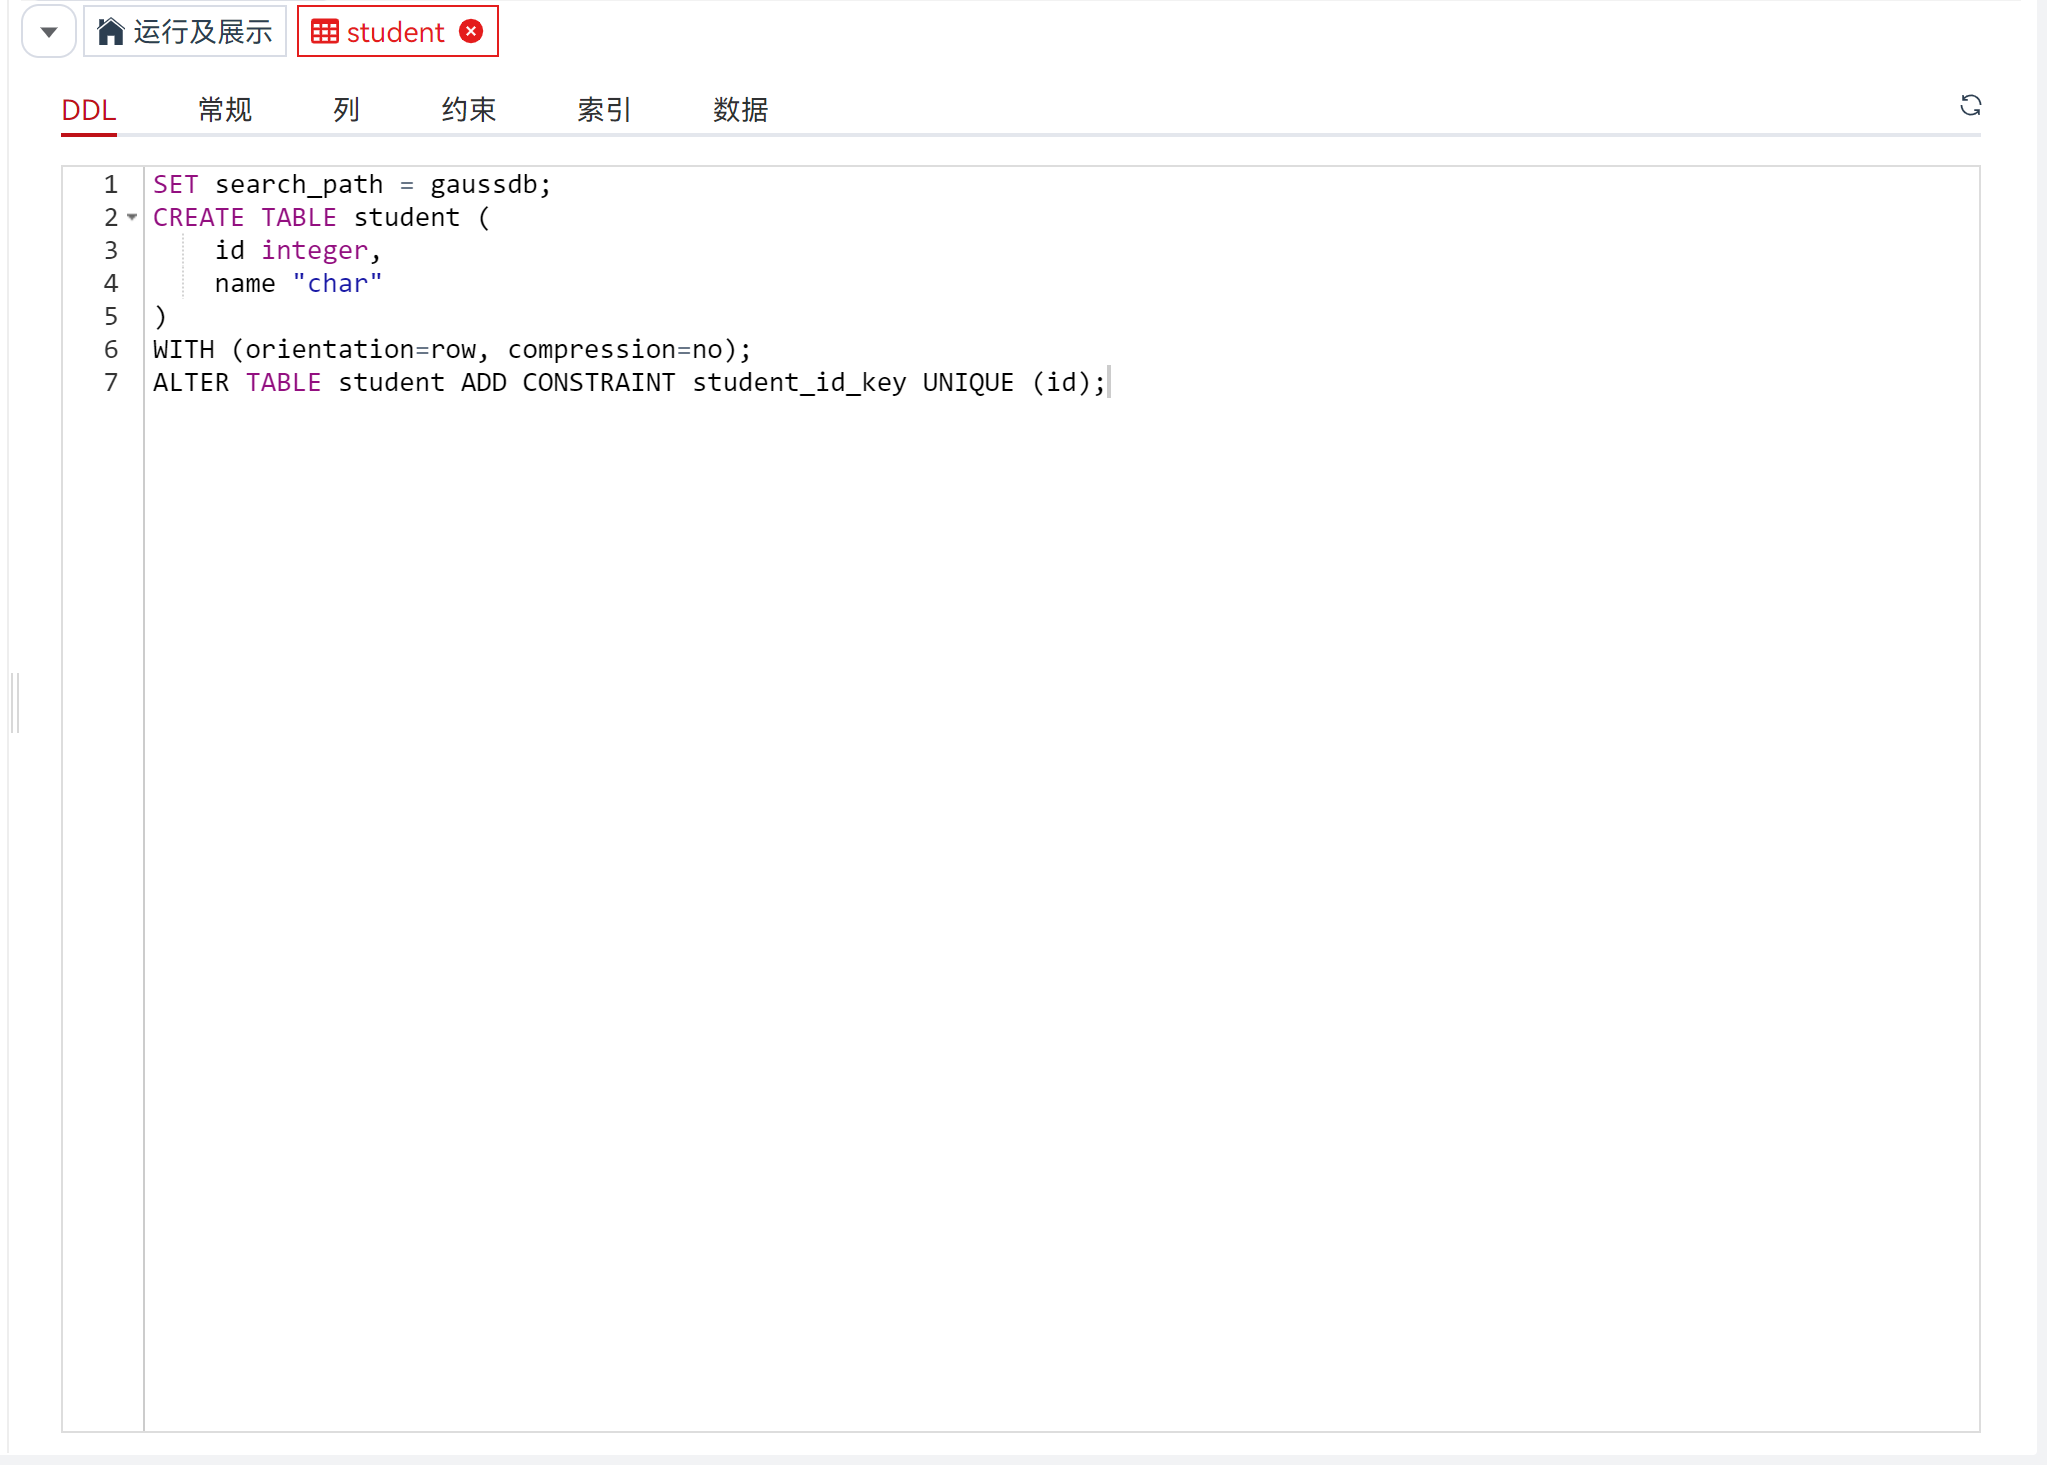 运行及展示 student
DDL 常规 列 约束 索引 数据
1 SET search_path = gaussdb;
2 CREATE TABLE student (
3 id integer,
4 name "char"
5 )
6 WITH (orientation=row, compression=no);
7 ALTER TABLE student ADD CONSTRAINT student_id_key UNIQUE (id);